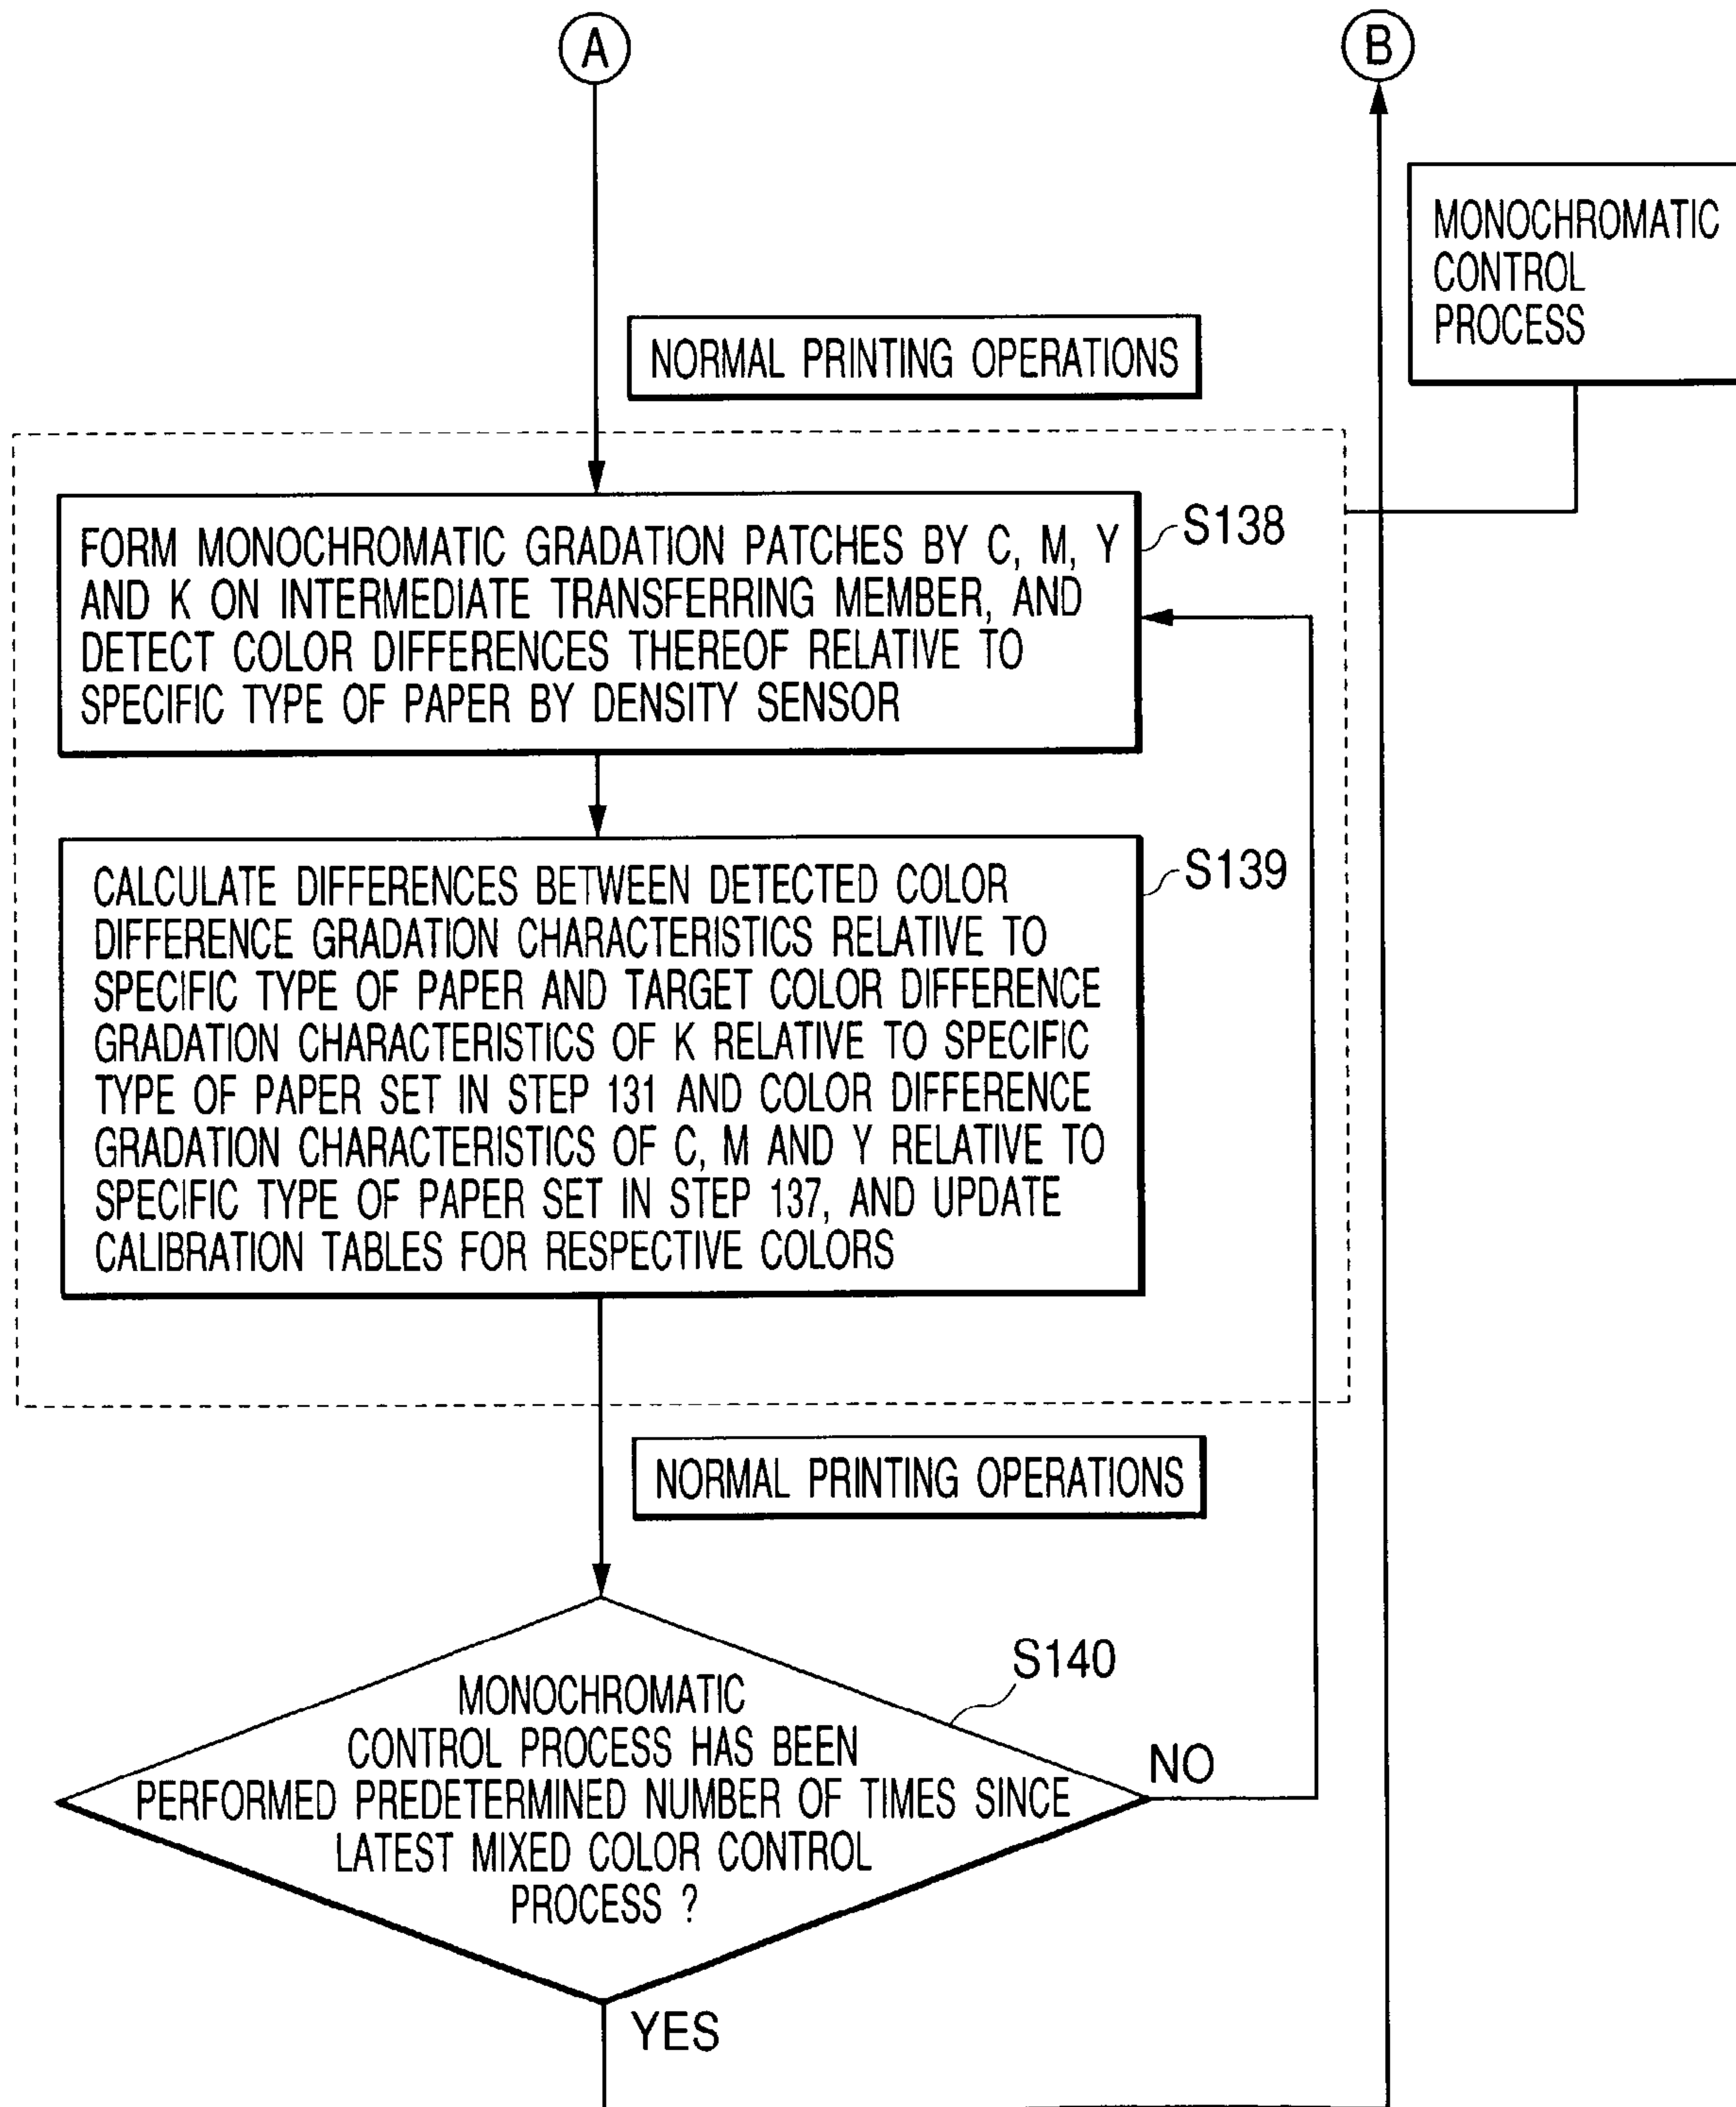 A
B
MONOCHROMATIC
CONTROL
PROCESS
NORMAL PRINTING OPERATIONS
S138
FORM MONOCHROMATIC GRADATION PATCHES BY C, M, Y
AND K ON INTERMEDIATE TRANSFERRING MEMBER, AND
DETECT COLOR DIFFERENCES THEREOF RELATIVE TO
SPECIFIC TYPE OF PAPER BY DENSITY SENSOR
S139
CALCULATE DIFFERENCES BETWEEN DETECTED COLOR
DIFFERENCE GRADATION CHARACTERISTICS RELATIVE TO
SPECIFIC TYPE OF PAPER AND TARGET COLOR DIFFERENCE
GRADATION CHARACTERISTICS OF K RELATIVE TO SPECIFIC
TYPE OF PAPER SET IN STEP 131 AND COLOR DIFFERENCE
GRADATION CHARACTERISTICS OF C, M AND Y RELATIVE TO
SPECIFIC TYPE OF PAPER SET IN STEP 137, AND UPDATE
CALIBRATION TABLES FOR RESPECTIVE COLORS
NORMAL PRINTING OPERATIONS
S140
MONOCHROMATIC
CONTROL PROCESS HAS BEEN
PERFORMED PREDETERMINED NUMBER OF TIMES SINCE
LATEST MIXED COLOR CONTROL
PROCESS ?
NO
YES